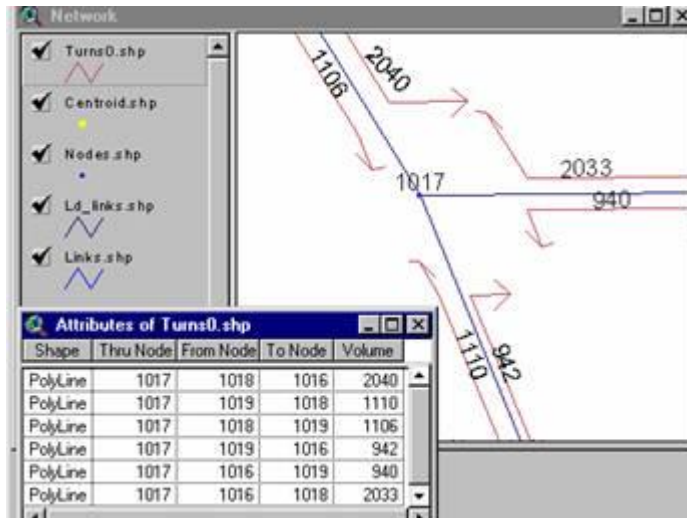 Network
Turns0.shp
Centroid.shp
Nodes.shp
Ld_links.shp
Links.shp
1106
2040
1017
2033
940
1110
942
Attributes of Turns0.shp
Shape Thru Node From Node To Node Volume
PolyLine 1017 1018 1016 2040
PolyLine 1017 1019 1018 1110
PolyLine 1017 1018 1019 1106
PolyLine 1017 1019 1016 942
PolyLine 1017 1016 1019 940
PolyLine 1017 1016 1018 2033